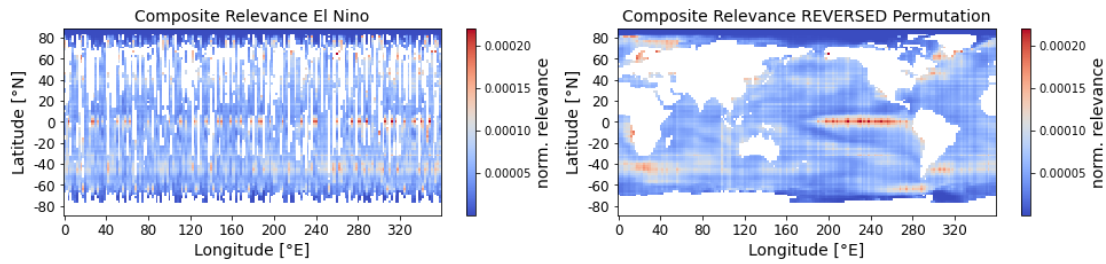 Composite Relevance El Nino
80
60
40
20
0
-20
-40
-60
-80
Latitude [°N]
0 40 80 120 160 200 240 280 320
Longitude [°E]
0.00020
0.00015
0.00010
0.00005
norm. relevance
Composite Relevance REVERSED Permutation
80
60
40
20
0
-20
-40
-60
-80
Latitude [°N]
0 40 80 120 160 200 240 280 320
Longitude [°E]
0.00020
0.00015
0.00010
0.00005
norm. relevance